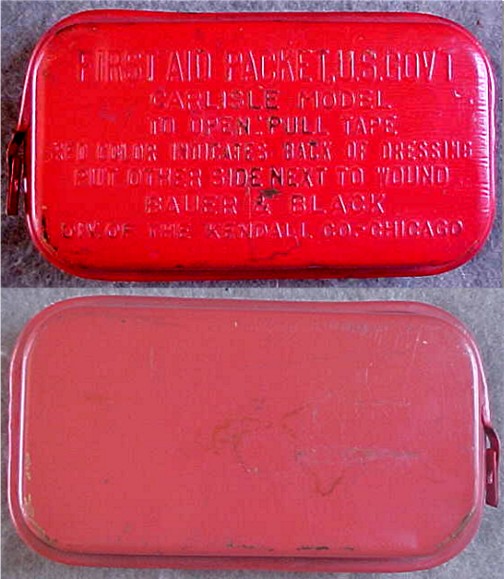 FIRST AID PACKET, U.S. GOV'T
CARLISLE MODEL
TO OPEN PULL TAPE
RED COLOR INDICATES BACK OF DRESSING
PUT OTHER SIDE NEXT TO WOUND
BAUER & BLACK
DIV. OF THE KENDALL CO.-CHICAGO